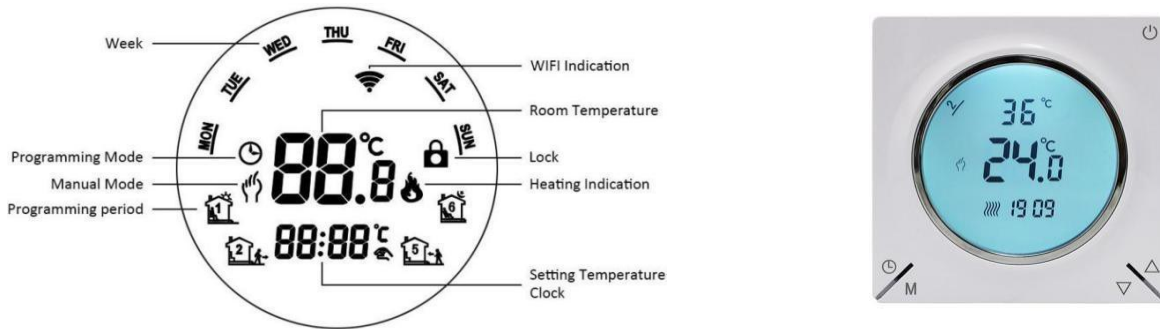 Week
MON
TUE
WED
THU
FRI
SAT
SUN
WIFI Indication
Room Temperature
Programming Mode
88.8 °C
Lock
Manual Mode
Heating Indication
Programming period
1
6
2
88:88 °C
5
Setting Temperature
Clock
2
36 °C
24.0 °C
19 09
M